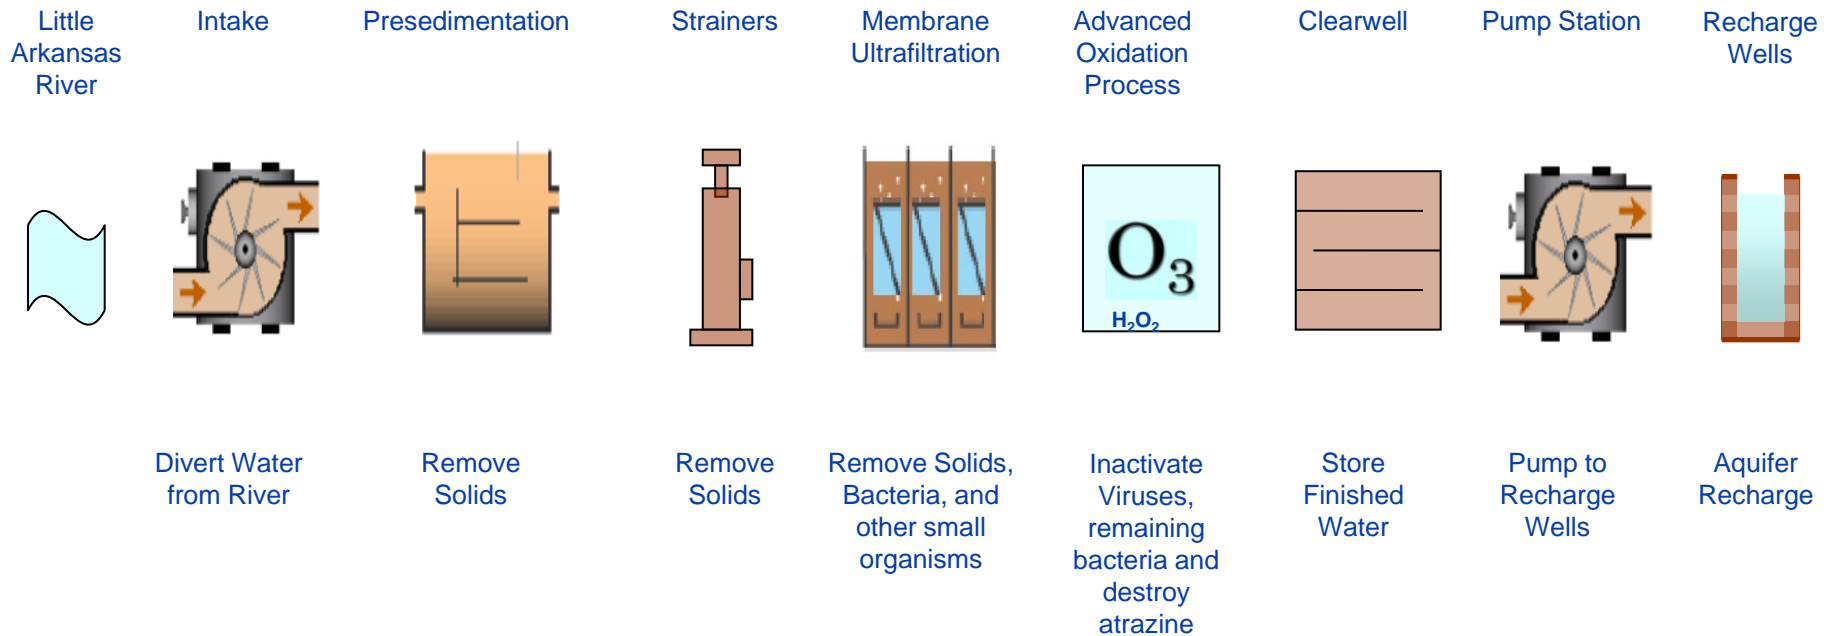 Little
Arkansas
River
Intake
Presedimentation
Strainers
Membrane
Ultrafiltration
Advanced
Oxidation
Process
Clearwell
Pump Station
Recharge
Wells
O₃
H₂O₂
Divert Water
from River
Remove
Solids
Remove
Solids
Remove Solids,
Bacteria, and
other small
organisms
Inactivate
Viruses,
remaining
bacteria and
destroy
atrazine
Store
Finished
Water
Pump to
Recharge
Wells
Aquifer
Recharge